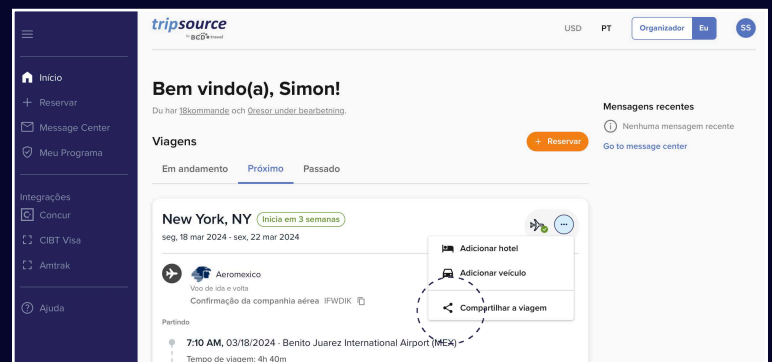 tripsource
by BCD travel
USD PT Organizador Eu SS
Início
Reservar
Message Center
Meu Programa
Integrações
C. Concur
CIBT Visa
Amtrak
Ajuda
Bem vindo(a), Simon!
Du har 18kommande och 0resor under bearbetning.
Viagens
+ Reservar
Em andamento Próximo Passado
Mensagens recentes
Nenhuma mensagem recente
Go to message center
New York, NY Inicia em 3 semanas
seg, 18 mar 2024 - sex, 22 mar 2024
Adicionar hotel
Adicionar veículo
Compartilhar a viagem
Aeromexico
Voo de ida e volta
Confirmação da companhia aérea IFWDIK
Partindo
7:10 AM, 03/18/2024 - Benito Juarez International Airport (MEX)
Tempo de viagem: 4h 40m